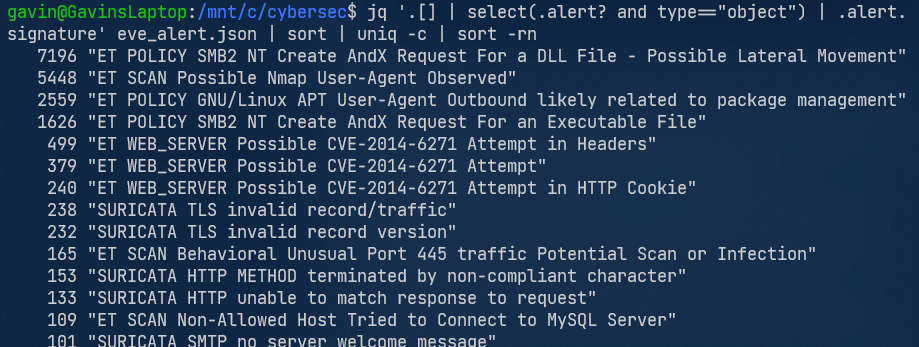 gavin@GavinsLaptop:/mnt/c/cybersec$ jq '.[] | select(.alert? and type=="object") | .alert.
signature' eve_alert.json | sort | uniq -c | sort -rn
7196 "ET POLICY SMB2 NT Create AndX Request For a DLL File - Possible Lateral Movement"
5448 "ET SCAN Possible Nmap User-Agent Observed"
2559 "ET POLICY GNU/Linux APT User-Agent Outbound likely related to package management"
1626 "ET POLICY SMB2 NT Create AndX Request For an Executable File"
499 "ET WEB_SERVER Possible CVE-2014-6271 Attempt in Headers"
379 "ET WEB_SERVER Possible CVE-2014-6271 Attempt"
240 "ET WEB_SERVER Possible CVE-2014-6271 Attempt in HTTP Cookie"
238 "SURICATA TLS invalid record/traffic"
232 "SURICATA TLS invalid record version"
165 "ET SCAN Behavioral Unusual Port 445 traffic Potential Scan or Infection"
153 "SURICATA HTTP METHOD terminated by non-compliant character"
133 "SURICATA HTTP unable to match response to request"
109 "ET SCAN Non-Allowed Host Tried to Connect to MySQL Server"
101 "SURICATA SMTP no server welcome message"